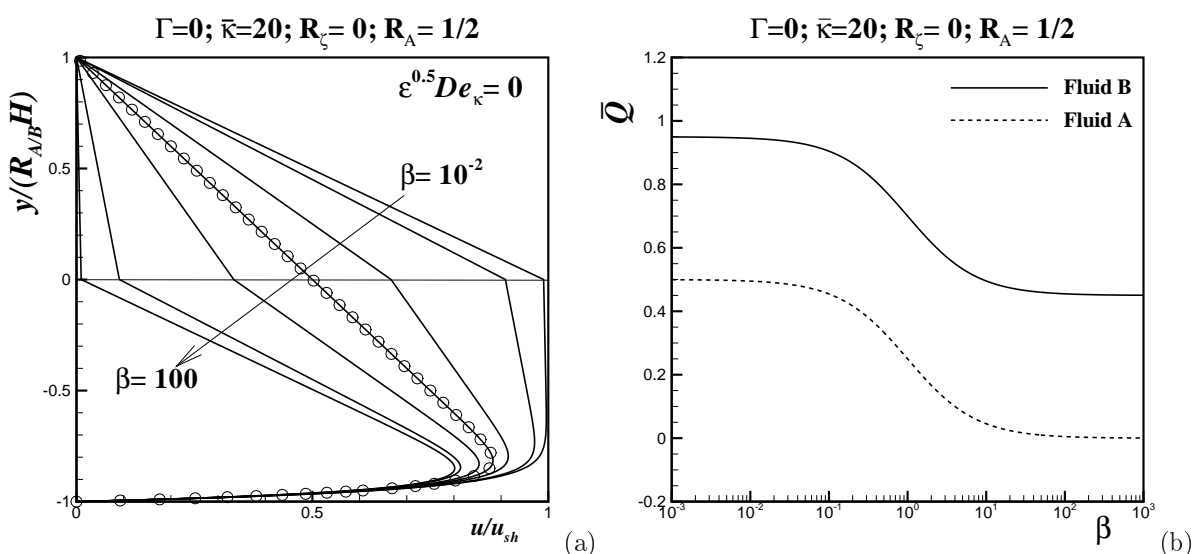 Γ=0; κ̄=20; R_ζ= 0; R_A= 1/2
y/(R_{A/B}H)
1
0.5
0
-0.5
-1
ε^{0.5}De_κ= 0
β= 10^{-2}
β= 100
0
0.5
1
u/u_{sh}
(a)
Γ=0; κ̄=20; R_ζ= 0; R_A= 1/2
Q̄
1.2
1
0.8
0.6
0.4
0.2
0
-0.2
Fluid B
Fluid A
10^{-3}
10^{-2}
10^{-1}
10^{0}
10^{1}
10^{2}
10^{3}
β
(b)